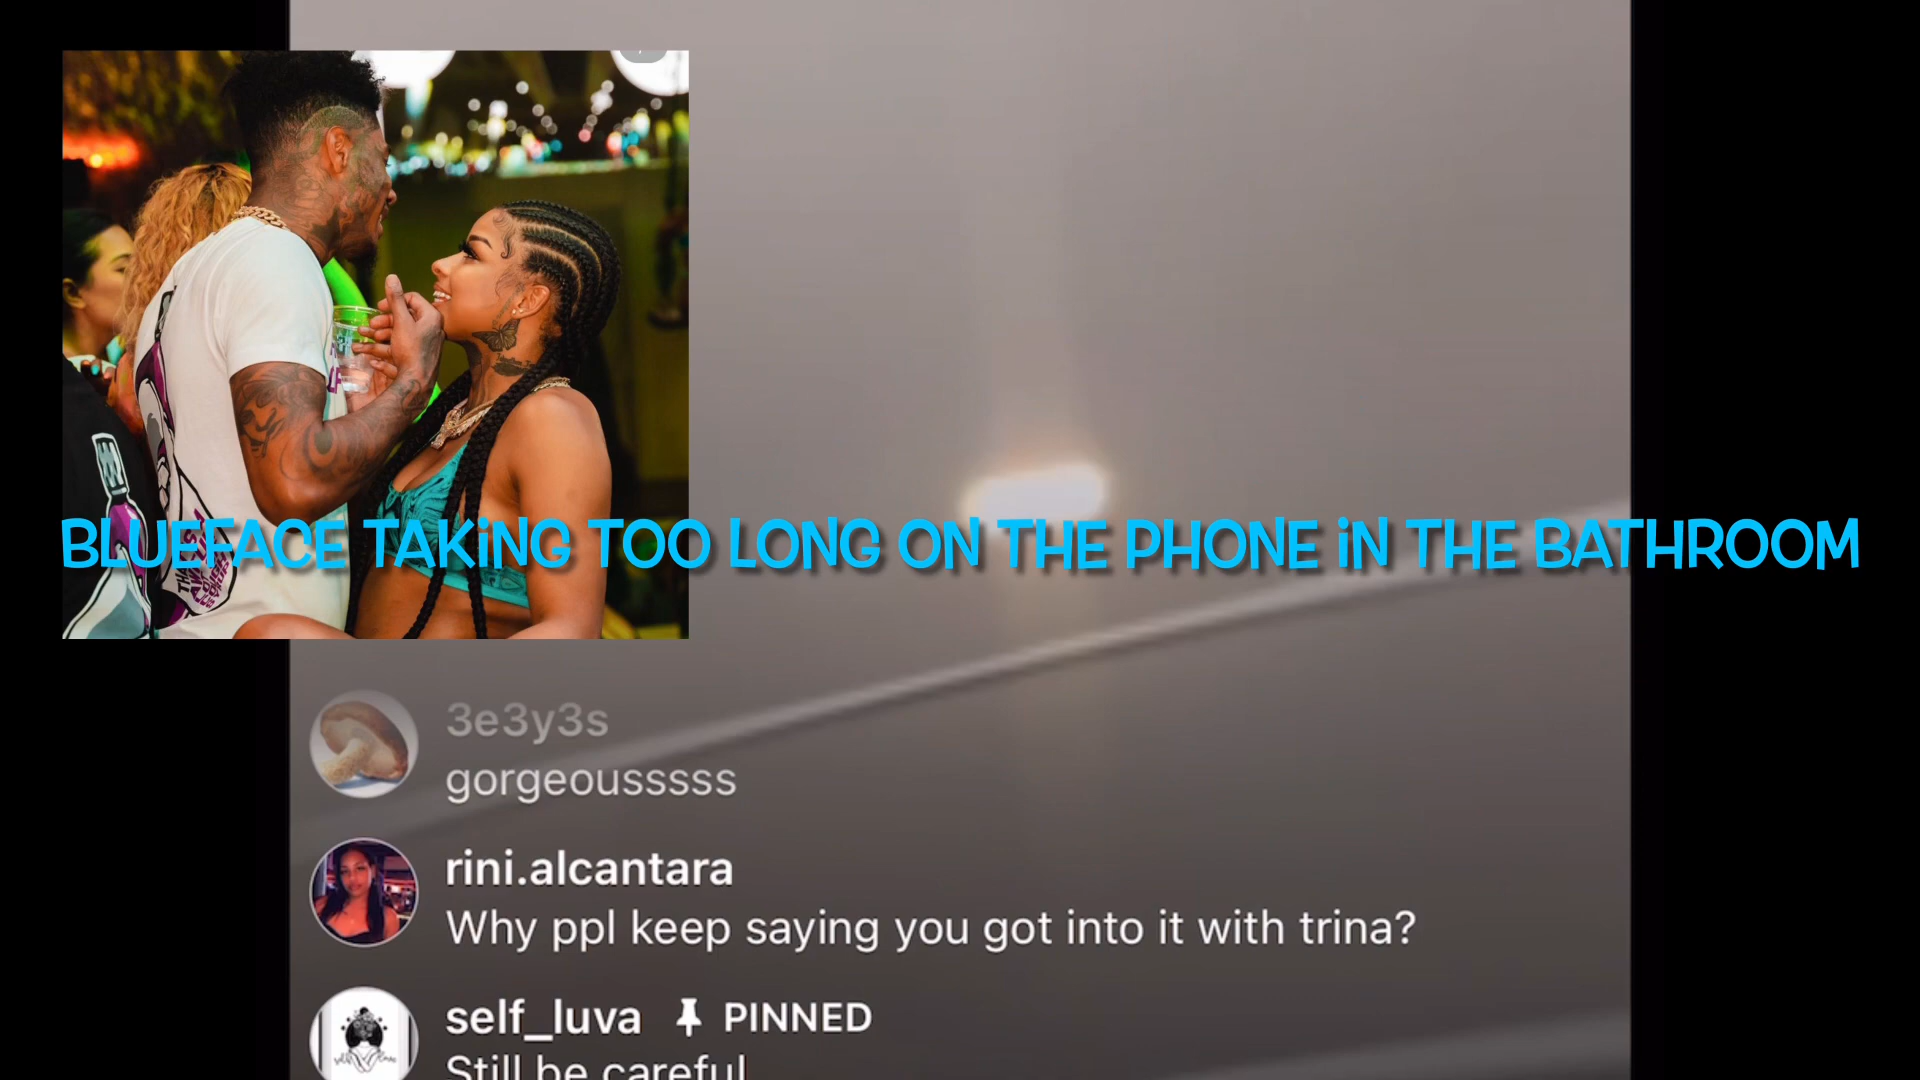 BLUEFACE TAKING TOO LONG ON THE PHONE IN THE BATHROOM
3e3y3s
gorgeousssss
rini.alcantara
Why ppl keep saying you got into it with trina?
self_luva PINNED
Still be careful